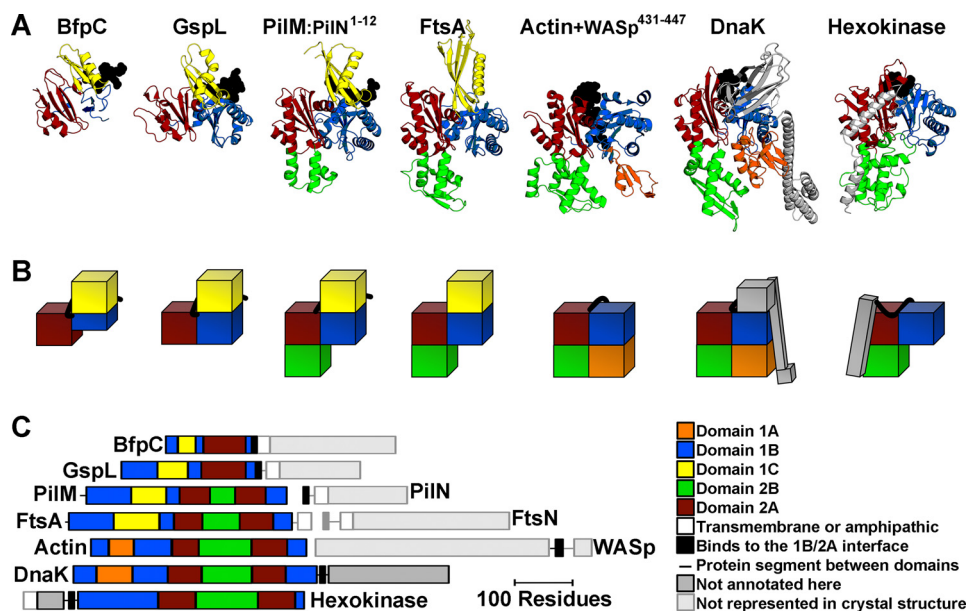 A
BfpC GspL PilM:PilN1-12 FtsA Actin+WASp431-447 DnaK Hexokinase
B
C
BfpC
GspL
PilM PilN
FtsA FtsN
Actin WASp
DnaK
Hexokinase
100 Residues
Domain 1A
Domain 1B
Domain 1C
Domain 2B
Domain 2A
Transmembrane or amphipathic
Binds to the 1B/2A interface
Protein segment between domains
Not annotated here
Not represented in crystal structure